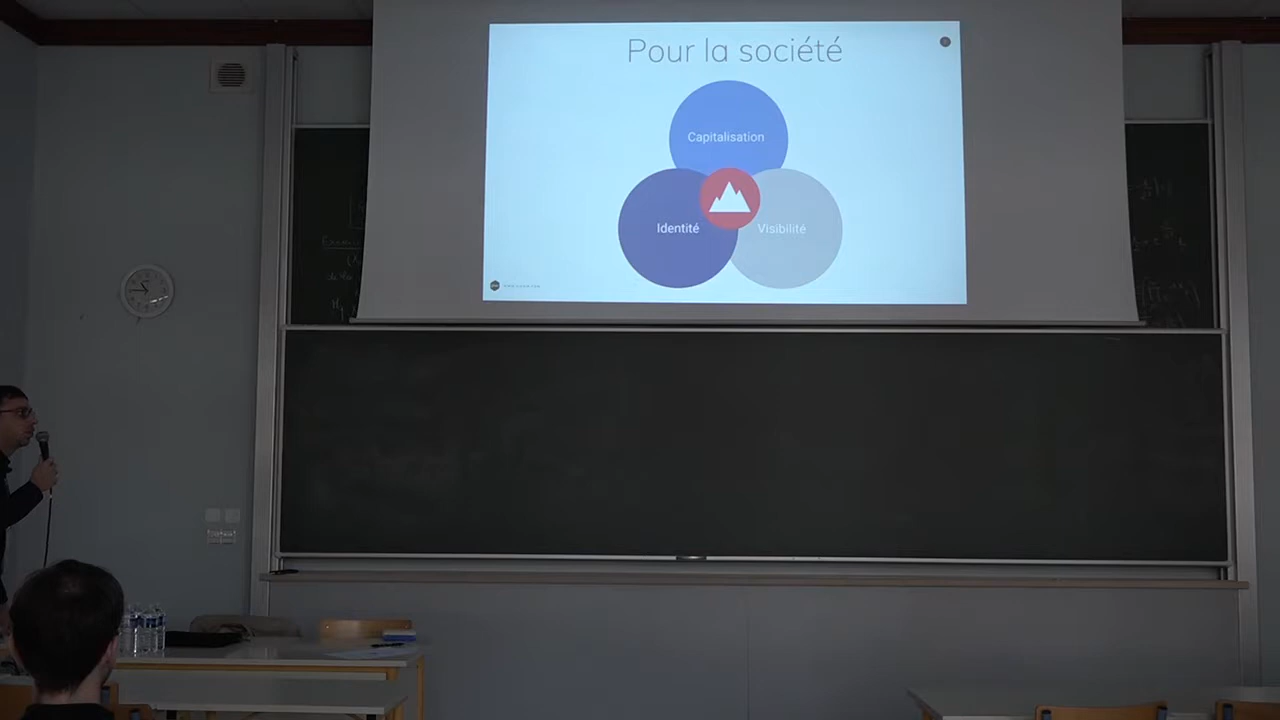 Pour la société
Capitalisation
Identité
Visibilité